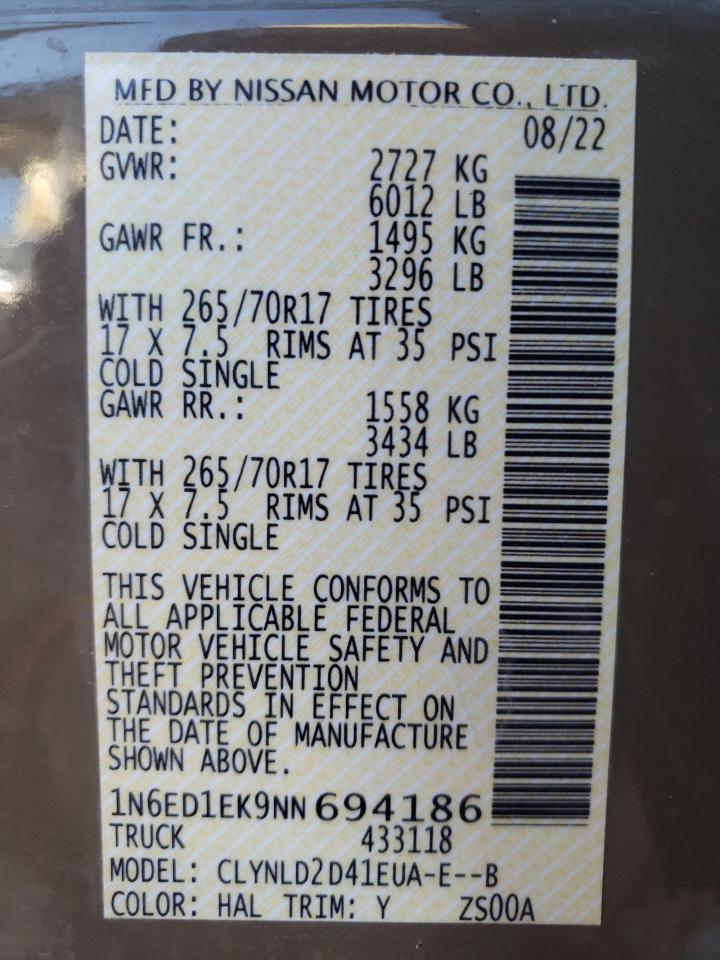 MFD BY NISSAN MOTOR CO., LTD.
DATE: 08/22
GVWR: 2727 KG
6012 LB
GAWR FR.: 1495 KG
3296 LB
WITH 265/70R17 TIRES
17 X 7.5 RIMS AT 35 PSI
COLD SINGLE
GAWR RR.: 1558 KG
3434 LB
WITH 265/70R17 TIRES
17 X 7.5 RIMS AT 35 PSI
COLD SINGLE
THIS VEHICLE CONFORMS TO
ALL APPLICABLE FEDERAL
MOTOR VEHICLE SAFETY AND
THEFT PREVENTION
STANDARDS IN EFFECT ON
THE DATE OF MANUFACTURE
SHOWN ABOVE.
1N6ED1EK9NN694186
TRUCK 433118
MODEL: CLYNLD2D41EUA-E--B
COLOR: HAL TRIM: Y ZS00A